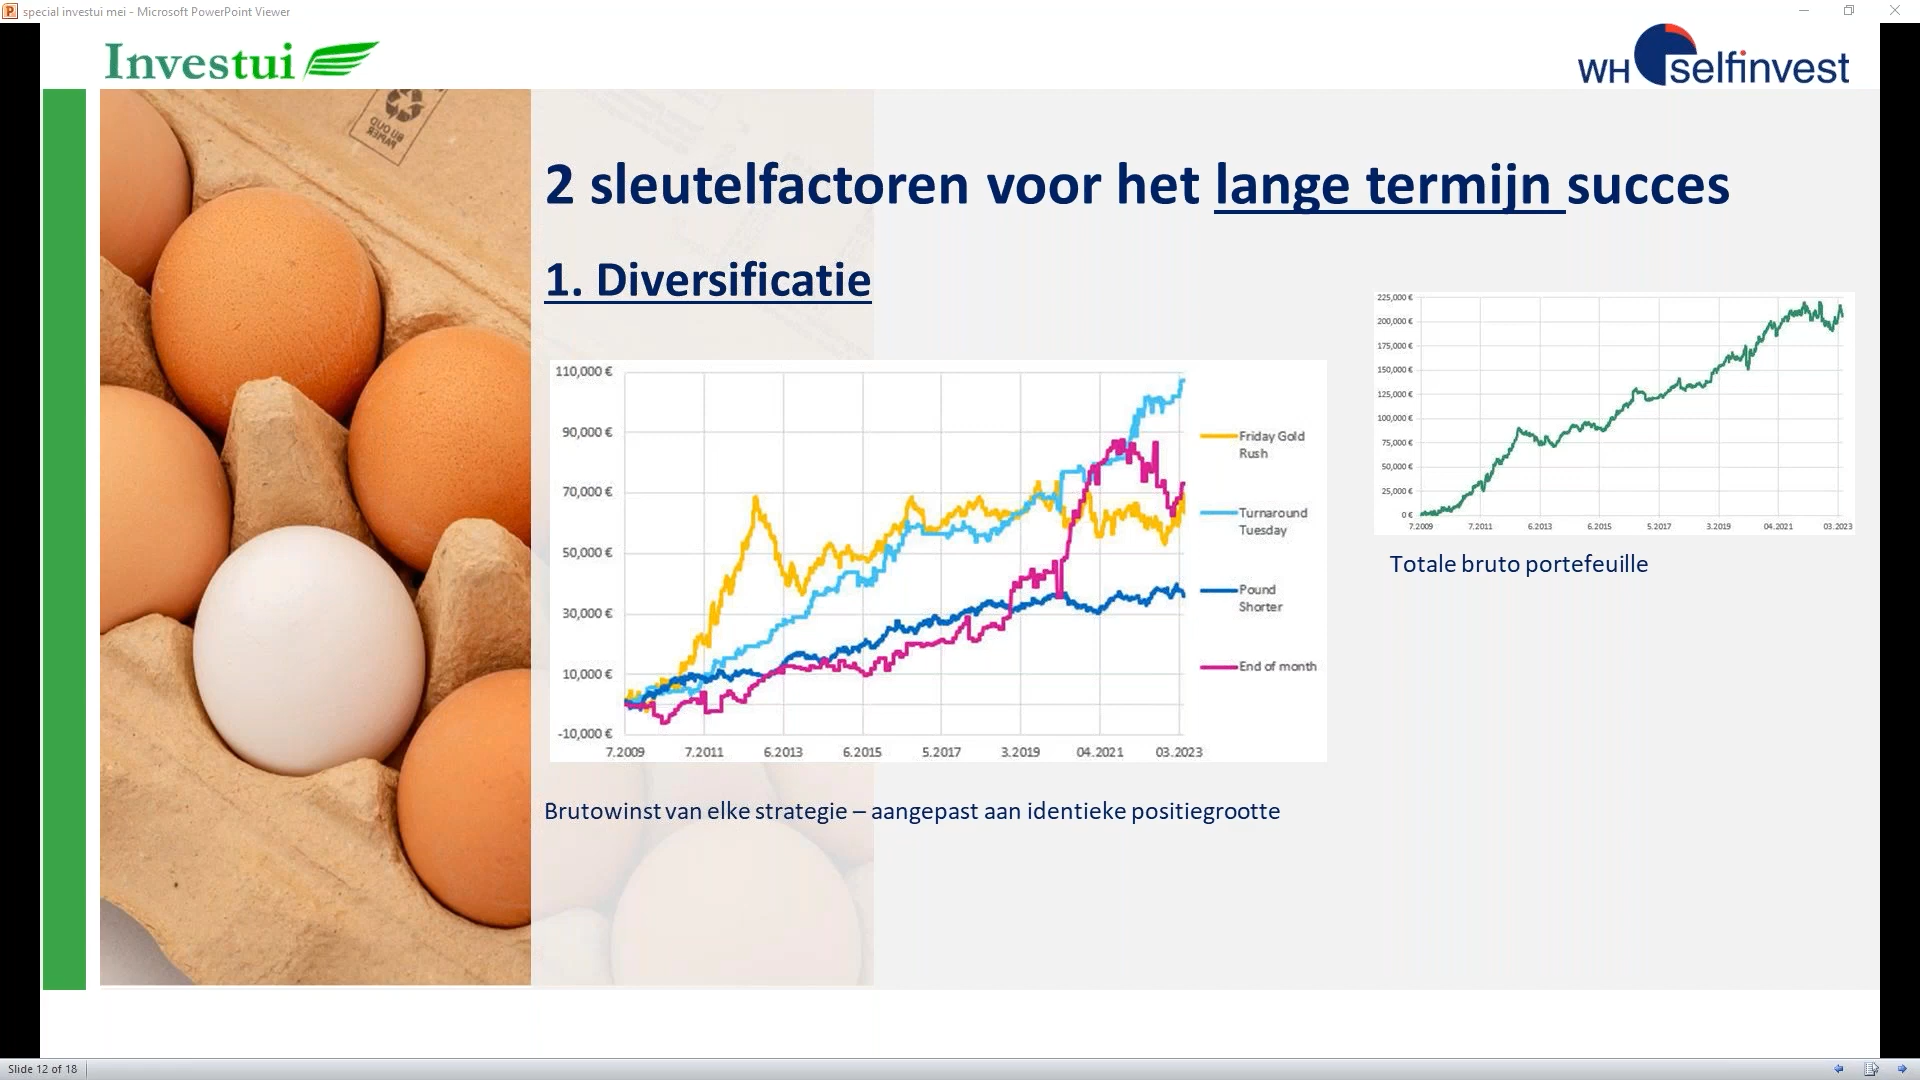 special investui mei - Microsoft PowerPoint Viewer
Investui
WH selfinvest
BIJ OUD
PAPIER
2 sleutelfactoren voor het lange termijn succes
1. Diversificatie
110,000 €
90,000 €
70,000 €
50,000 €
30,000 €
10,000 €
-10,000 €
7.2009 7.2011 6.2013 6.2015 5.2017 3.2019 04.2021 03.2023
Friday Gold
Rush
Turnaround
Tuesday
Pound
Shorter
End of month
Brutowinst van elke strategie – aangepast aan identieke positiegrootte
225,000 €
200,000 €
175,000 €
150,000 €
125,000 €
100,000 €
75,000 €
50,000 €
25,000 €
0 €
7.2009 7.2011 6.2013 6.2015 5.2017 3.2019 04.2021 03.2023
Totale bruto portefeuille
Slide 12 of 18